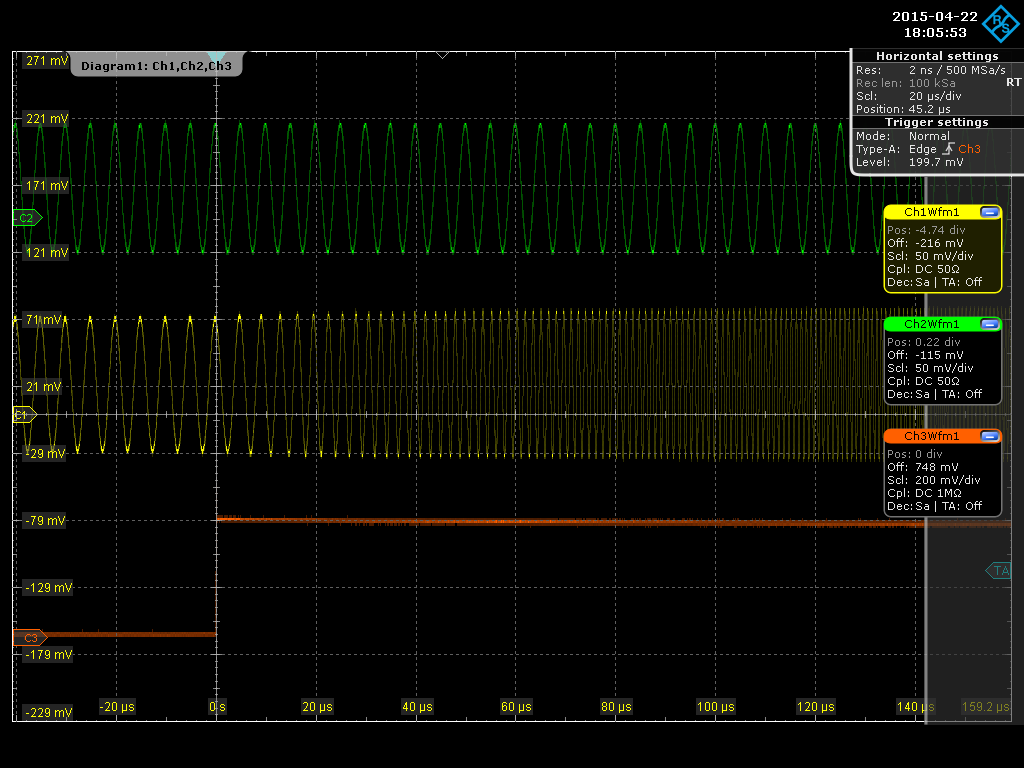 2015-04-22
18:05:53
R&S
Diagram1: Ch1,Ch2,Ch3
Horizontal settings
Res: 2 ns / 500 MSa/s
Rec len: 100 kSa
RT
Scl: 20 µs/div
Position: 45.2 µs
Trigger settings
Mode: Normal
Type-A: Edge Ch3
Level: 199.7 mV
271 mV
221 mV
171 mV
C2
121 mV
71 mV
21 mV
C1
-29 mV
-79 mV
-129 mV
C3
-179 mV
-229 mV
Ch1Wfm1
Pos: -4.74 div
Off: -216 mV
Scl: 50 mV/div
Cpl: DC 50Ω
Dec: Sa | TA: Off
Ch2Wfm1
Pos: 0.22 div
Off: -115 mV
Scl: 50 mV/div
Cpl: DC 50Ω
Dec: Sa | TA: Off
Ch3Wfm1
Pos: 0 div
Off: 748 mV
Scl: 200 mV/div
Cpl: DC 1MΩ
Dec: Sa | TA: Off
TA
-20 µs
0 s
20 µs
40 µs
60 µs
80 µs
100 µs
120 µs
140 µs
159.2 µs